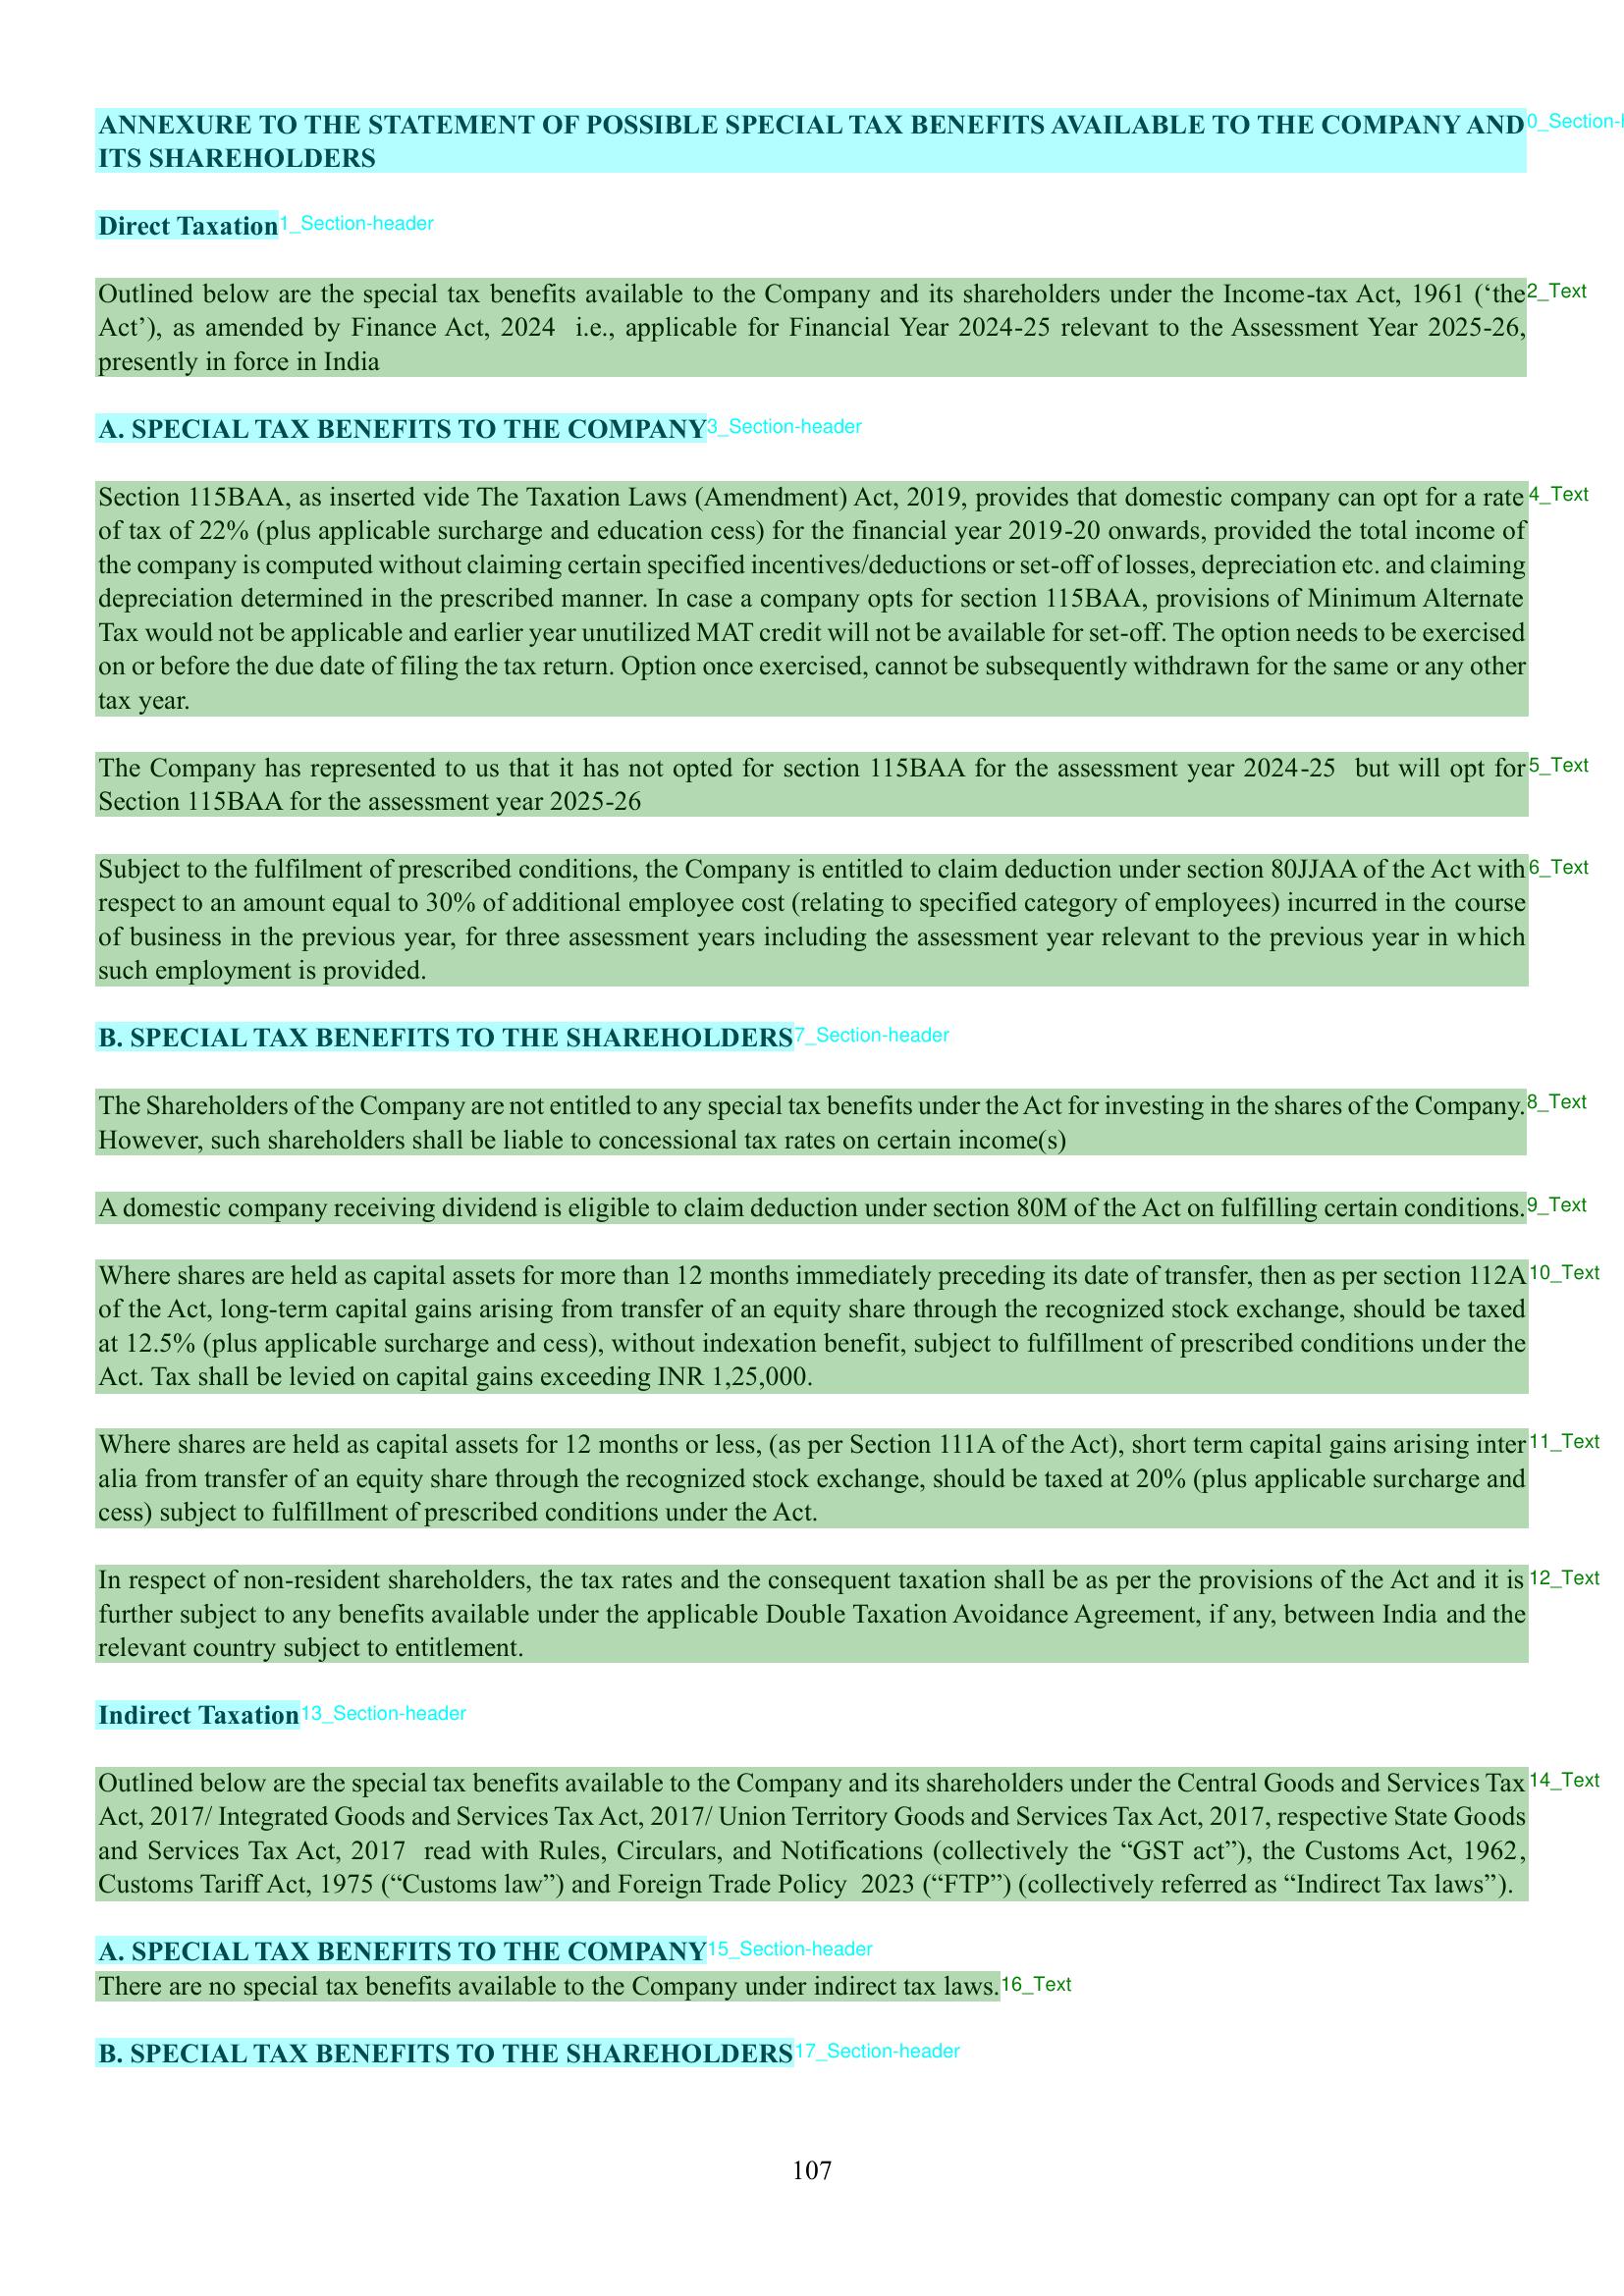 ANNEXURE TO THE STATEMENT OF POSSIBLE SPECIAL TAX BENEFITS AVAILABLE TO THE COMPANY AND 0_Section-
ITS SHAREHOLDERS
Direct Taxation 1_Section-header
Outlined below are the special tax benefits available to the Company and its shareholders under the Income-tax Act, 1961 (‘the 2_Text
Act’), as amended by Finance Act, 2024 i.e., applicable for Financial Year 2024-25 relevant to the Assessment Year 2025-26,
presently in force in India
A. SPECIAL TAX BENEFITS TO THE COMPANY 3_Section-header
Section 115BAA, as inserted vide The Taxation Laws (Amendment) Act, 2019, provides that domestic company can opt for a rate 4_Text
of tax of 22% (plus applicable surcharge and education cess) for the financial year 2019-20 onwards, provided the total income of
the company is computed without claiming certain specified incentives/deductions or set-off of losses, depreciation etc. and claiming
depreciation determined in the prescribed manner. In case a company opts for section 115BAA, provisions of Minimum Alternate
Tax would not be applicable and earlier year unutilized MAT credit will not be available for set-off. The option needs to be exercised
on or before the due date of filing the tax return. Option once exercised, cannot be subsequently withdrawn for the same or any other
tax year.
The Company has represented to us that it has not opted for section 115BAA for the assessment year 2024-25 but will opt for 5_Text
Section 115BAA for the assessment year 2025-26
Subject to the fulfilment of prescribed conditions, the Company is entitled to claim deduction under section 80JJAA of the Act with 6_Text
respect to an amount equal to 30% of additional employee cost (relating to specified category of employees) incurred in the course
of business in the previous year, for three assessment years including the assessment year relevant to the previous year in which
such employment is provided.
B. SPECIAL TAX BENEFITS TO THE SHAREHOLDERS 7_Section-header
The Shareholders of the Company are not entitled to any special tax benefits under the Act for investing in the shares of the Company. 8_Text
However, such shareholders shall be liable to concessional tax rates on certain income(s)
A domestic company receiving dividend is eligible to claim deduction under section 80M of the Act on fulfilling certain conditions. 9_Text
Where shares are held as capital assets for more than 12 months immediately preceding its date of transfer, then as per section 112A 10_Text
of the Act, long-term capital gains arising from transfer of an equity share through the recognized stock exchange, should be taxed
at 12.5% (plus applicable surcharge and cess), without indexation benefit, subject to fulfillment of prescribed conditions under the
Act. Tax shall be levied on capital gains exceeding INR 1,25,000.
Where shares are held as capital assets for 12 months or less, (as per Section 111A of the Act), short term capital gains arising inter 11_Text
alia from transfer of an equity share through the recognized stock exchange, should be taxed at 20% (plus applicable surcharge and
cess) subject to fulfillment of prescribed conditions under the Act.
In respect of non-resident shareholders, the tax rates and the consequent taxation shall be as per the provisions of the Act and it is 12_Text
further subject to any benefits available under the applicable Double Taxation Avoidance Agreement, if any, between India and the
relevant country subject to entitlement.
Indirect Taxation 13_Section-header
Outlined below are the special tax benefits available to the Company and its shareholders under the Central Goods and Services Tax 14_Text
Act, 2017/ Integrated Goods and Services Tax Act, 2017/ Union Territory Goods and Services Tax Act, 2017, respective State Goods
and Services Tax Act, 2017 read with Rules, Circulars, and Notifications (collectively the “GST act”), the Customs Act, 1962,
Customs Tariff Act, 1975 (“Customs law”) and Foreign Trade Policy 2023 (“FTP”) (collectively referred as “Indirect Tax laws”).
A. SPECIAL TAX BENEFITS TO THE COMPANY 15_Section-header
There are no special tax benefits available to the Company under indirect tax laws. 16_Text
B. SPECIAL TAX BENEFITS TO THE SHAREHOLDERS 17_Section-header
107